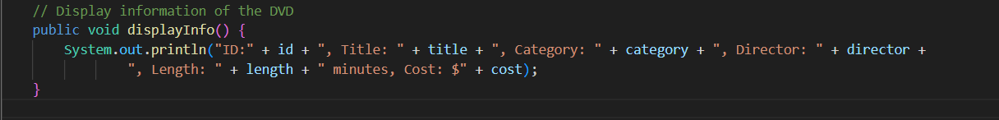 // Display information of the DVD
public void displayInfo() {
System.out.println("ID:" + id + ", Title: " + title + ", Category: " + category + ", Director: " + director +
", Length: " + length + " minutes, Cost: $" + cost);
}